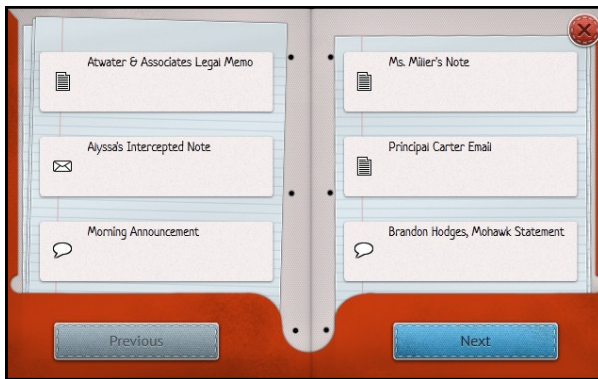 Atwater & Associates Legal Memo
Alyssa's Intercepted Note
Morning Announcement
Ms. Miller's Note
Principal Carter Email
Brandon Hodges, Mohawk Statement
Previous
Next